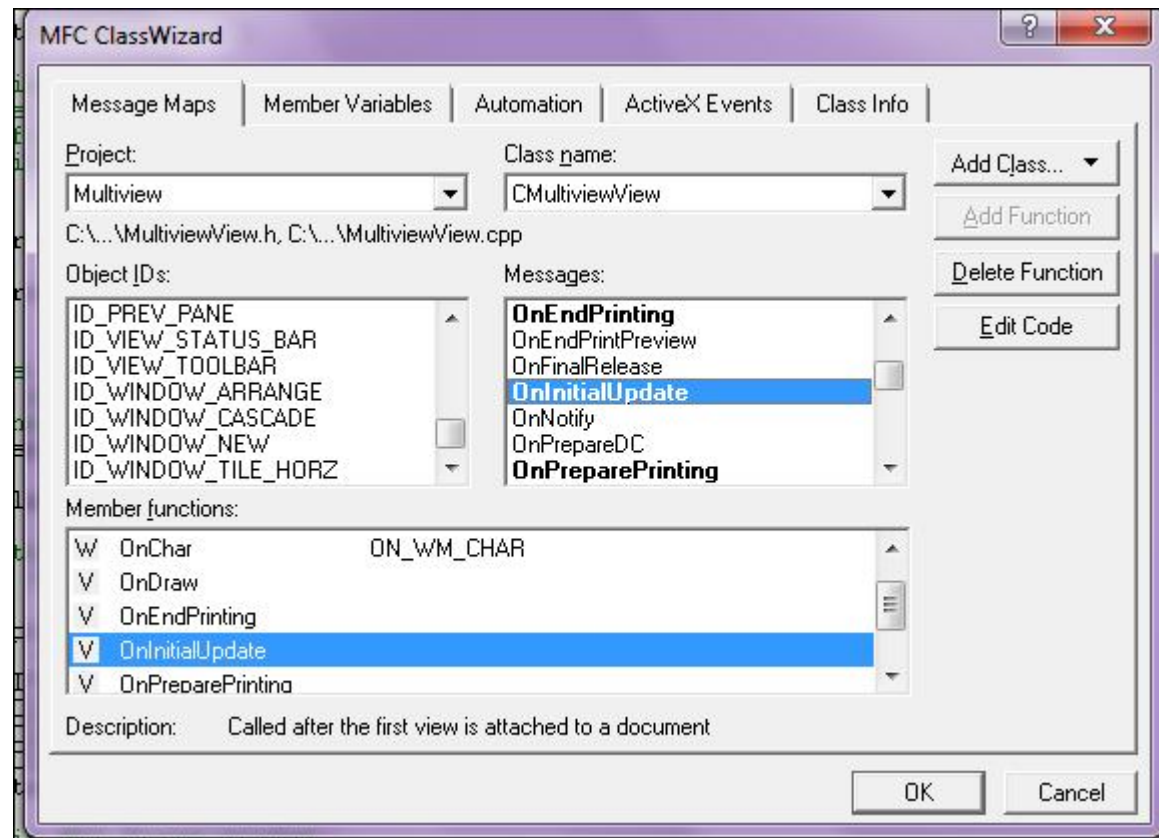 MFC ClassWizard
Message Maps
Member Variables
Automation
ActiveX Events
Class Info
Project:
Class name:
Add Class...
Multiview
CMultiviewView
Add Function
C:\...\MultiviewView.h, C:\...\MultiviewView.cpp
Object IDs:
Messages:
Delete Function
Edit Code
ID_PREV_PANE
ID_VIEW_STATUS_BAR
ID_VIEW_TOOLBAR
ID_WINDOW_ARRANGE
ID_WINDOW_CASCADE
ID_WINDOW_NEW
ID_WINDOW_TILE_HORZ
OnEndPrinting
OnEndPrintPreview
OnFinalRelease
OnInitialUpdate
OnNotify
OnPrepareDC
OnPreparePrinting
Member functions:
W OnChar ON_WM_CHAR
V OnDraw
V OnEndPrinting
V OnInitialUpdate
V OnPreparePrinting
Description: Called after the first view is attached to a document
OK
Cancel